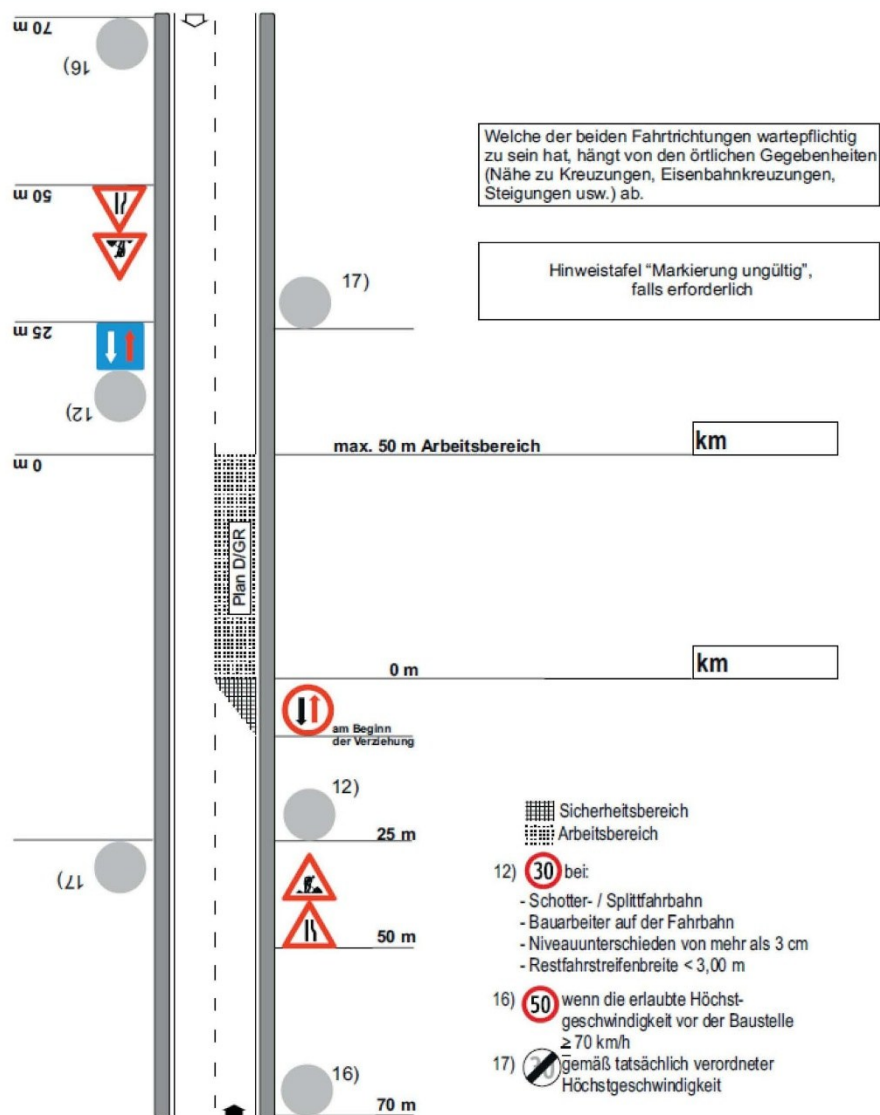 70 m
16)
50 m
25 m
12)
0 m
17)
Welche der beiden Fahrtrichtungen wartepflichtig
zu sein hat, hängt von den örtlichen Gegebenheiten
(Nähe zu Kreuzungen, Eisenbahnkreuzungen,
Steigungen usw.) ab.
Hinweistafel “Markierung ungültig”,
falls erforderlich
17)
max. 50 m Arbeitsbereich
km
Plan D/GR
0 m
km
am Beginn
der Verziehung
12)
25 m
50 m
16)
70 m
Sicherheitsbereich
Arbeitsbereich
12) 30 bei:
- Schotter- / Splittfahrbahn
- Bauarbeiter auf der Fahrbahn
- Niveauunterschieden von mehr als 3 cm
- Restfahrstreifenbreite < 3,00 m
16) 50 wenn die erlaubte Höchst-
geschwindigkeit vor der Baustelle
≥ 70 km/h
17) 30 gemäß tatsächlich verordneter
Höchstgeschwindigkeit